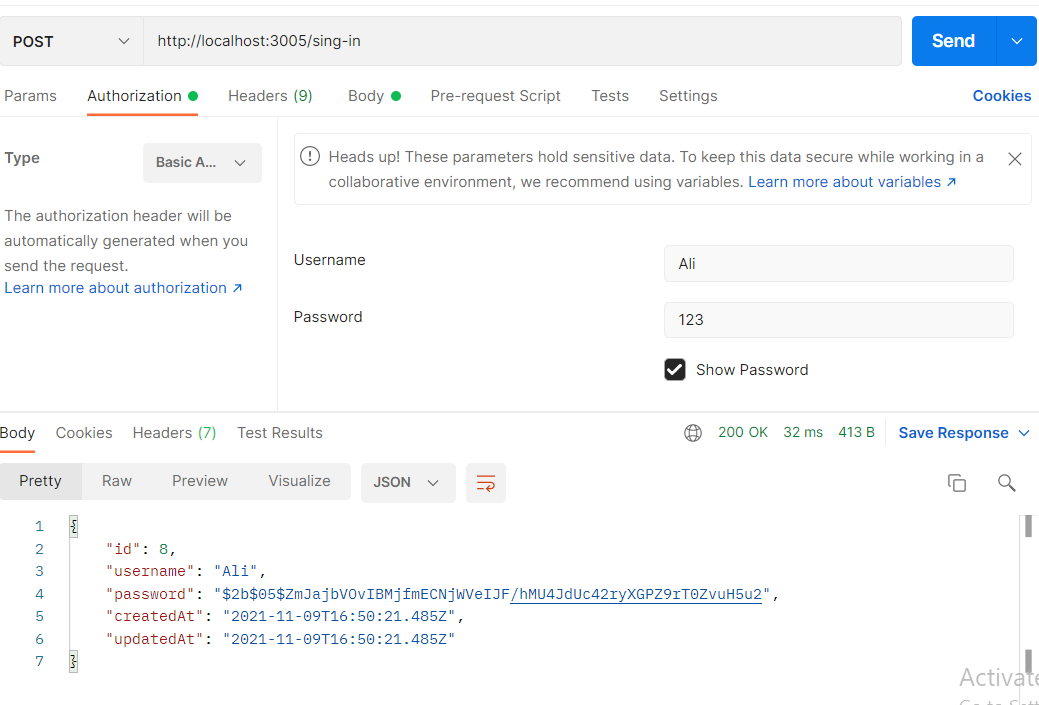 POST
http://localhost:3005/sing-in
Send
Params
Authorization
Headers (9)
Body
Pre-request Script
Tests
Settings
Cookies
Type
Basic A...
The authorization header will be
automatically generated when you
send the request.
Learn more about authorization ↗
Heads up! These parameters hold sensitive data. To keep this data secure while working in a
collaborative environment, we recommend using variables. Learn more about variables ↗
Username
Ali
Password
123
Show Password
Body
Cookies
Headers (7)
Test Results
200 OK
32 ms
413 B
Save Response
Pretty
Raw
Preview
Visualize
JSON
1 {
2 "id": 8,
3 "username": "Ali",
4 "password": "$2b$05$ZmJajbVOvIBMjfmECNjWVeIJF/hMU4JdUc42ryXGPZ9rT0ZvuH5u2",
5 "createdAt": "2021-11-09T16:50:21.485Z",
6 "updatedAt": "2021-11-09T16:50:21.485Z"
7 }
Activate